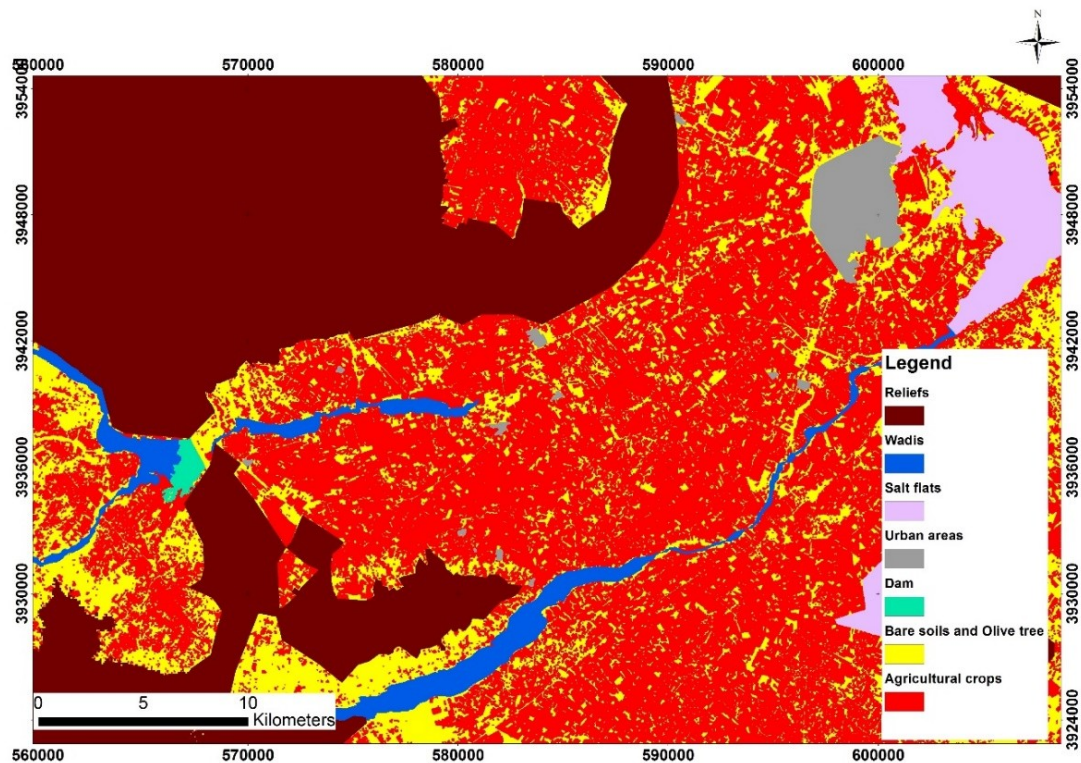 N
560000 570000 580000 590000 600000
3954000 3954000
3948000 3948000
3942000 3942000
Legend
Reliefs
Wadis
3936000 3936000
Salt flats
Urban areas
Dam
3930000 3930000
Bare soils and Olive tree
Agricultural crops
0 5 10
Kilometers
3924000 3924000
560000 570000 580000 590000 600000